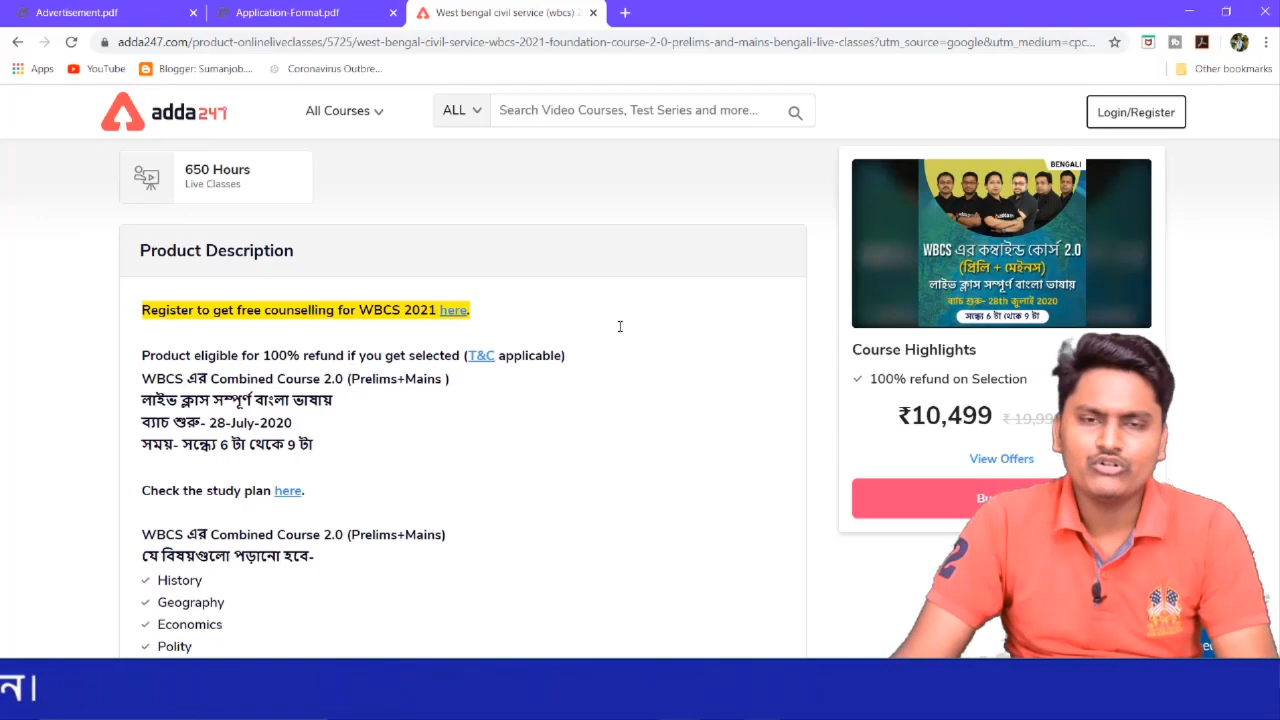 Advertisement.pdf
Application-Format.pdf
West bengal civil service (wbcs) 2
adda247.com/product-onlineliveclasses/5725/west-bengal-civil-service-wbcs-2021-foundation-course-2-0-prelims-and-mains-bengali-live-classes?utm_source=google&utm_medium=cpc...
Apps
YouTube
Blogger: Sumanjob....
Coronavirus Outbre...
Other bookmarks
adda247
All Courses
ALL
Search Video Courses, Test Series and more...
Login/Register
650 Hours
Live Classes
Product Description
Register to get free counselling for WBCS 2021 here.
Product eligible for 100% refund if you get selected (T&C applicable)
WBCS এর Combined Course 2.0 (Prelims+Mains )
লাইভ ক্লাস সম্পূর্ণ বাংলা ভাষায়
ব্যাচ শুরু- 28-July-2020
সময়- সন্ধ্যে 6 টা থেকে 9 টা
Check the study plan here.
WBCS এর Combined Course 2.0 (Prelims+Mains)
যে বিষয়গুলো পড়ানো হবে-
History
Geography
Economics
Polity
BENGALI
WBCS এর কম্বাইন্ড কোর্স 2.0
(প্রিলি + মেইনস)
লাইভ ক্লাস সম্পূর্ণ বাংলা ভাষায়
ব্যাচ শুরু- 28th জুলাই 2020
সন্ধ্যে 6 টা থেকে 9 টা
Course Highlights
100% refund on Selection
₹10,499 ₹ 19,99
View Offers
ন।